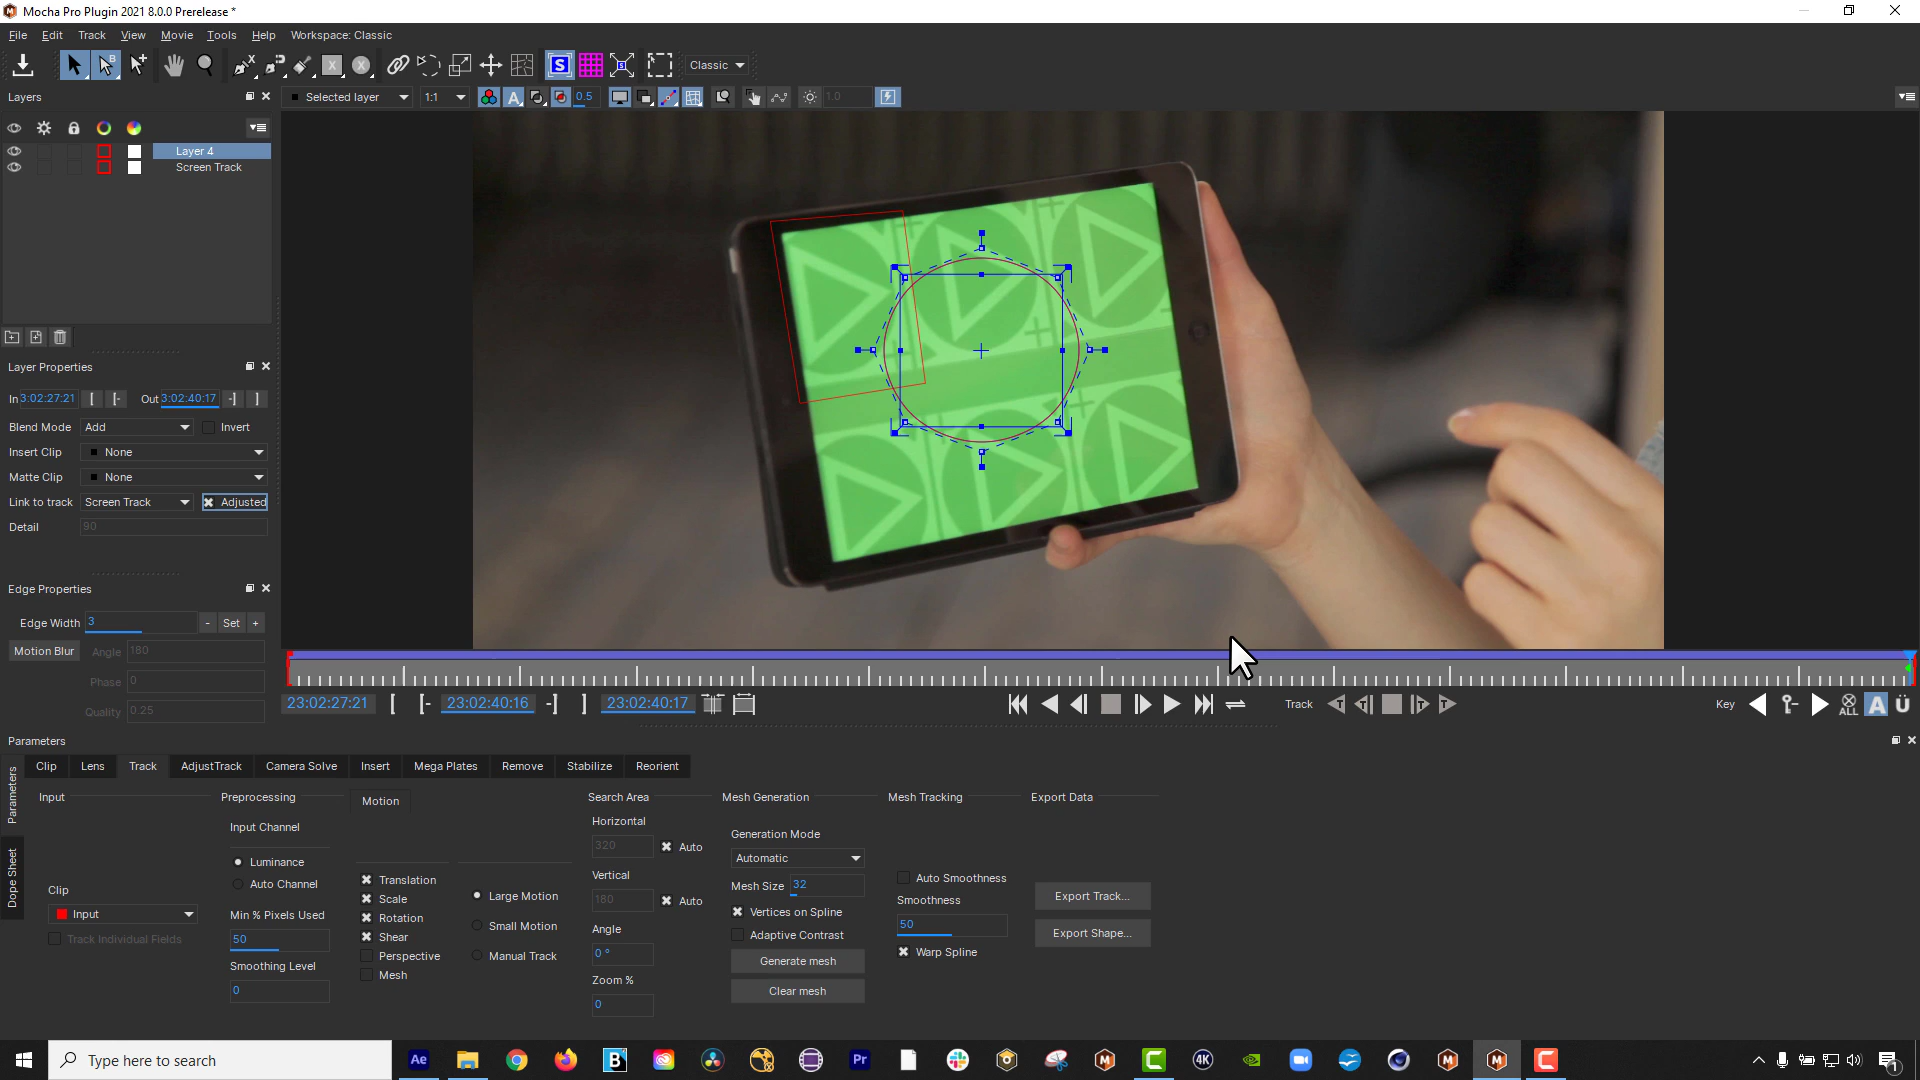 Mocha Pro Plugin 2021 8.0.0 Prerelease *
File Edit Track View Movie Tools Help Workspace: Classic
Classic
Layers
Selected layer 1:1 0.5 1.0
Layer 4
Screen Track
Layer Properties
In 3:02:27:21 Out 3:02:40:17
Blend Mode Add Invert
Insert Clip None
Matte Clip None
Link to track Screen Track Adjusted
Detail 90
Edge Properties
Edge Width 3 - Set +
Motion Blur Angle 180
Phase 0
Quality 0.25
23:02:27:21 23:02:40:16 23:02:40:17 Track Key ALL
Parameters
Parameters
Dope Sheet
Clip Lens Track AdjustTrack Camera Solve Insert Mega Plates Remove Stabilize Reorient
Input
Clip
Input
Track Individual Fields
Preprocessing
Input Channel
Luminance
Auto Channel
Min % Pixels Used
50
Smoothing Level
0
Motion
Translation
Scale
Rotation
Shear
Perspective
Mesh
Large Motion
Small Motion
Manual Track
Search Area
Horizontal
320 Auto
Vertical
180 Auto
Angle
0 °
Zoom %
0
Mesh Generation
Generation Mode
Automatic
Mesh Size 32
Vertices on Spline
Adaptive Contrast
Generate mesh
Clear mesh
Mesh Tracking
Auto Smoothness
Smoothness
50
Warp Spline
Export Data
Export Track...
Export Shape...
Type here to search
Ae
Pr
4K
1